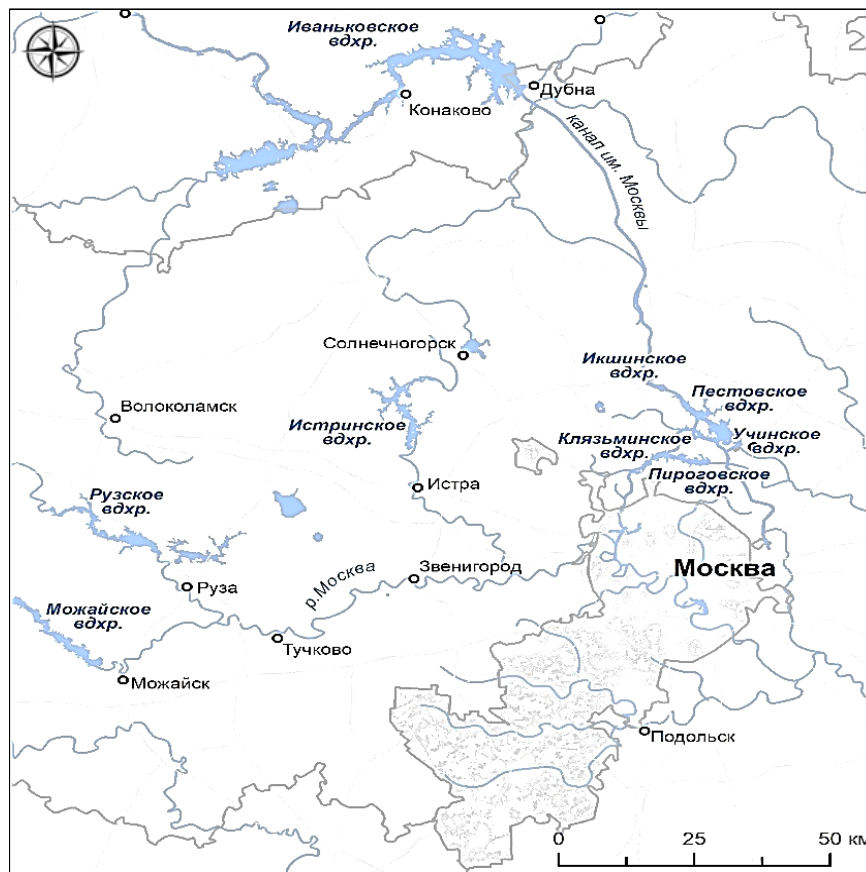 Иваньковское
вдхр.
Дубна
Конаково
канал им. Москвы
Солнечногорск
Икшинское
вдхр.
Пестовское
вдхр.
Волоколамск
Истринское
вдхр.
Клязьминское
вдхр.
Учинское
вдхр.
Пироговское
вдхр.
Истра
Рузское
вдхр.
р.Москва
Звенигород
Москва
Руза
Можайское
вдхр.
Тучково
Можайск
Подольск
0 25 50 км